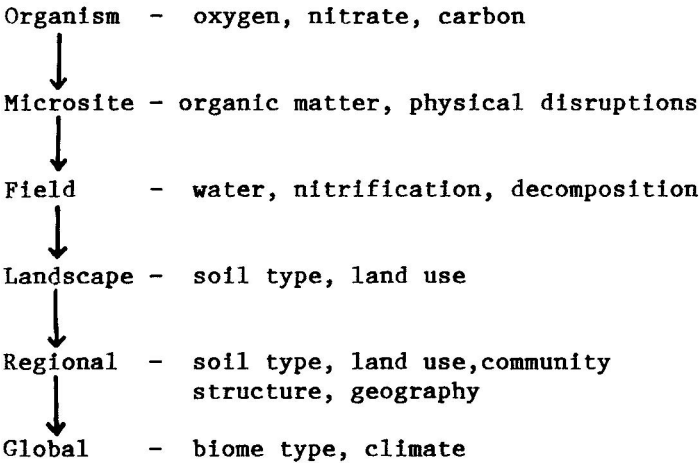 Organism - oxygen, nitrate, carbon
Microsite - organic matter, physical disruptions
Field - water, nitrification, decomposition
Landscape - soil type, land use
Regional - soil type, land use,community
structure, geography
Global - biome type, climate